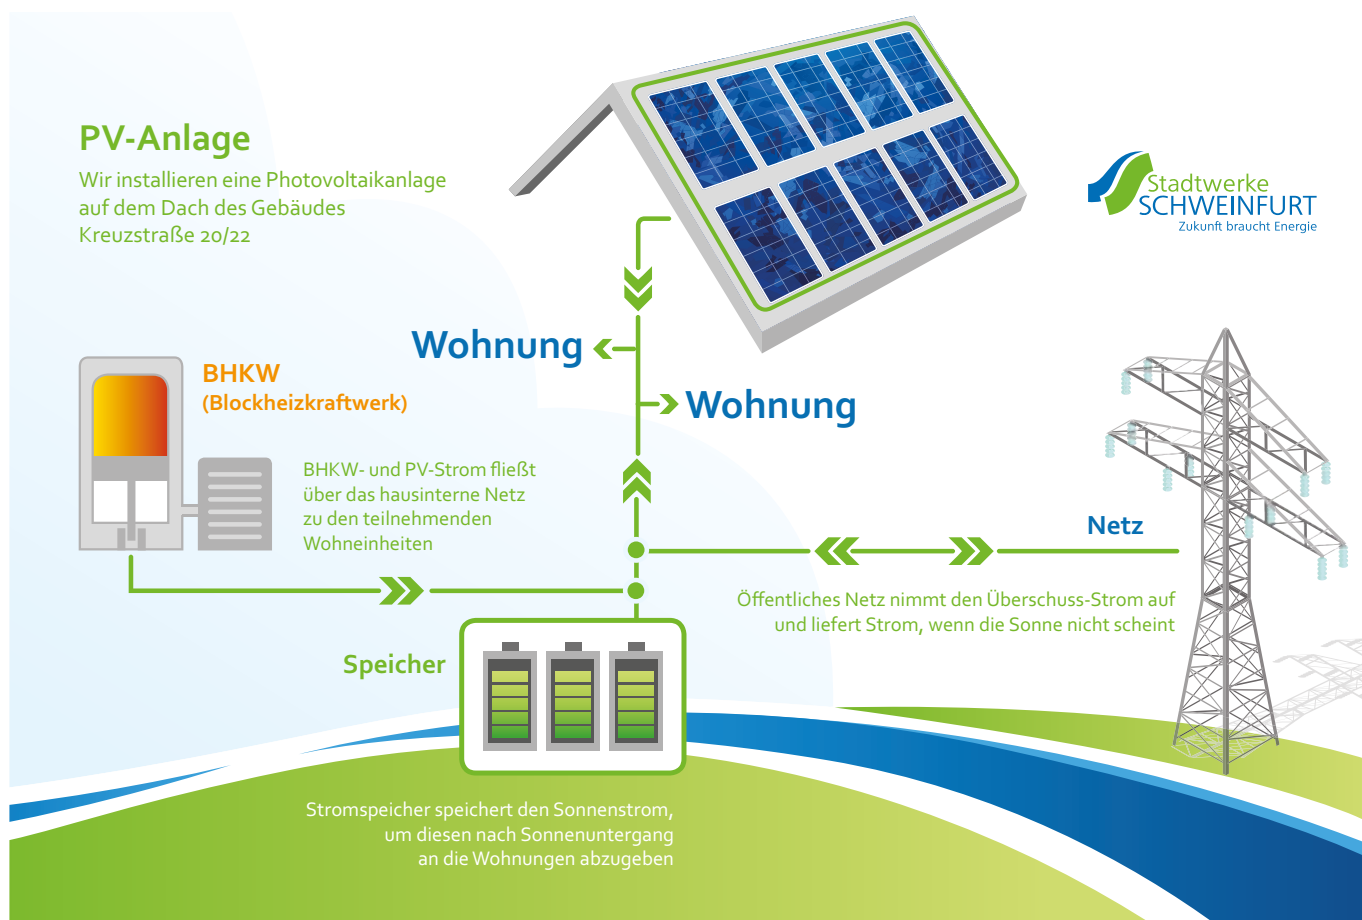 PV-Anlage
Wir installieren eine Photovoltaikanlage
auf dem Dach des Gebäudes
Kreuzstraße 20/22
Stadtwerke
SCHWEINFURT
Zukunft braucht Energie
Wohnung
Wohnung
BHKW
(Blockheizkraftwerk)
BHKW- und PV-Strom fließt
über das hausinterne Netz
zu den teilnehmenden
Wohneinheiten
Netz
Öffentliches Netz nimmt den Überschuss-Strom auf
und liefert Strom, wenn die Sonne nicht scheint
Speicher
Stromspeicher speichert den Sonnenstrom,
um diesen nach Sonnenuntergang
an die Wohnungen abzugeben